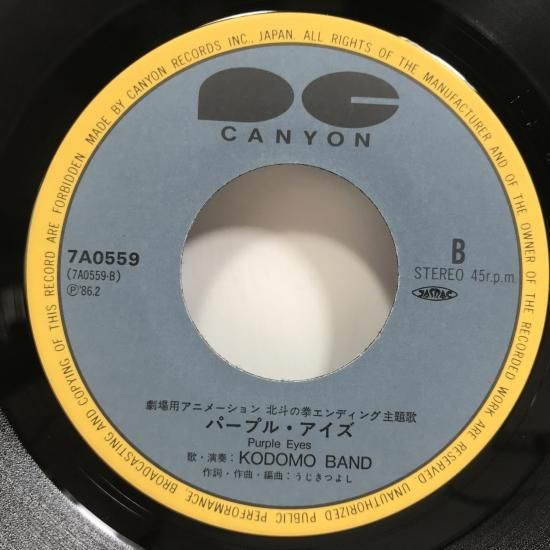 MADE BY CANYON RECORDS INC., JAPAN. ALL RIGHTS OF THE MANUFACTURER AND OF THE OWNER OF THE RECORDED WORK ARE RESERVED. UNAUTHORIZED PUBLIC PERFORMANCE, BROADCASTING AND COPYING OF THIS RECORD ARE FORBIDDEN
PC
CANYON
7A0559
(7A0559-B)
Ⓟ'86.2
B
STEREO 45r.p.m.
JASRAC
劇場用アニメーション 北斗の拳エンディング主題歌
パープル・アイズ
Purple Eyes
歌・演奏:KODOMO BAND
作詞・作曲・編曲:うじきつよし